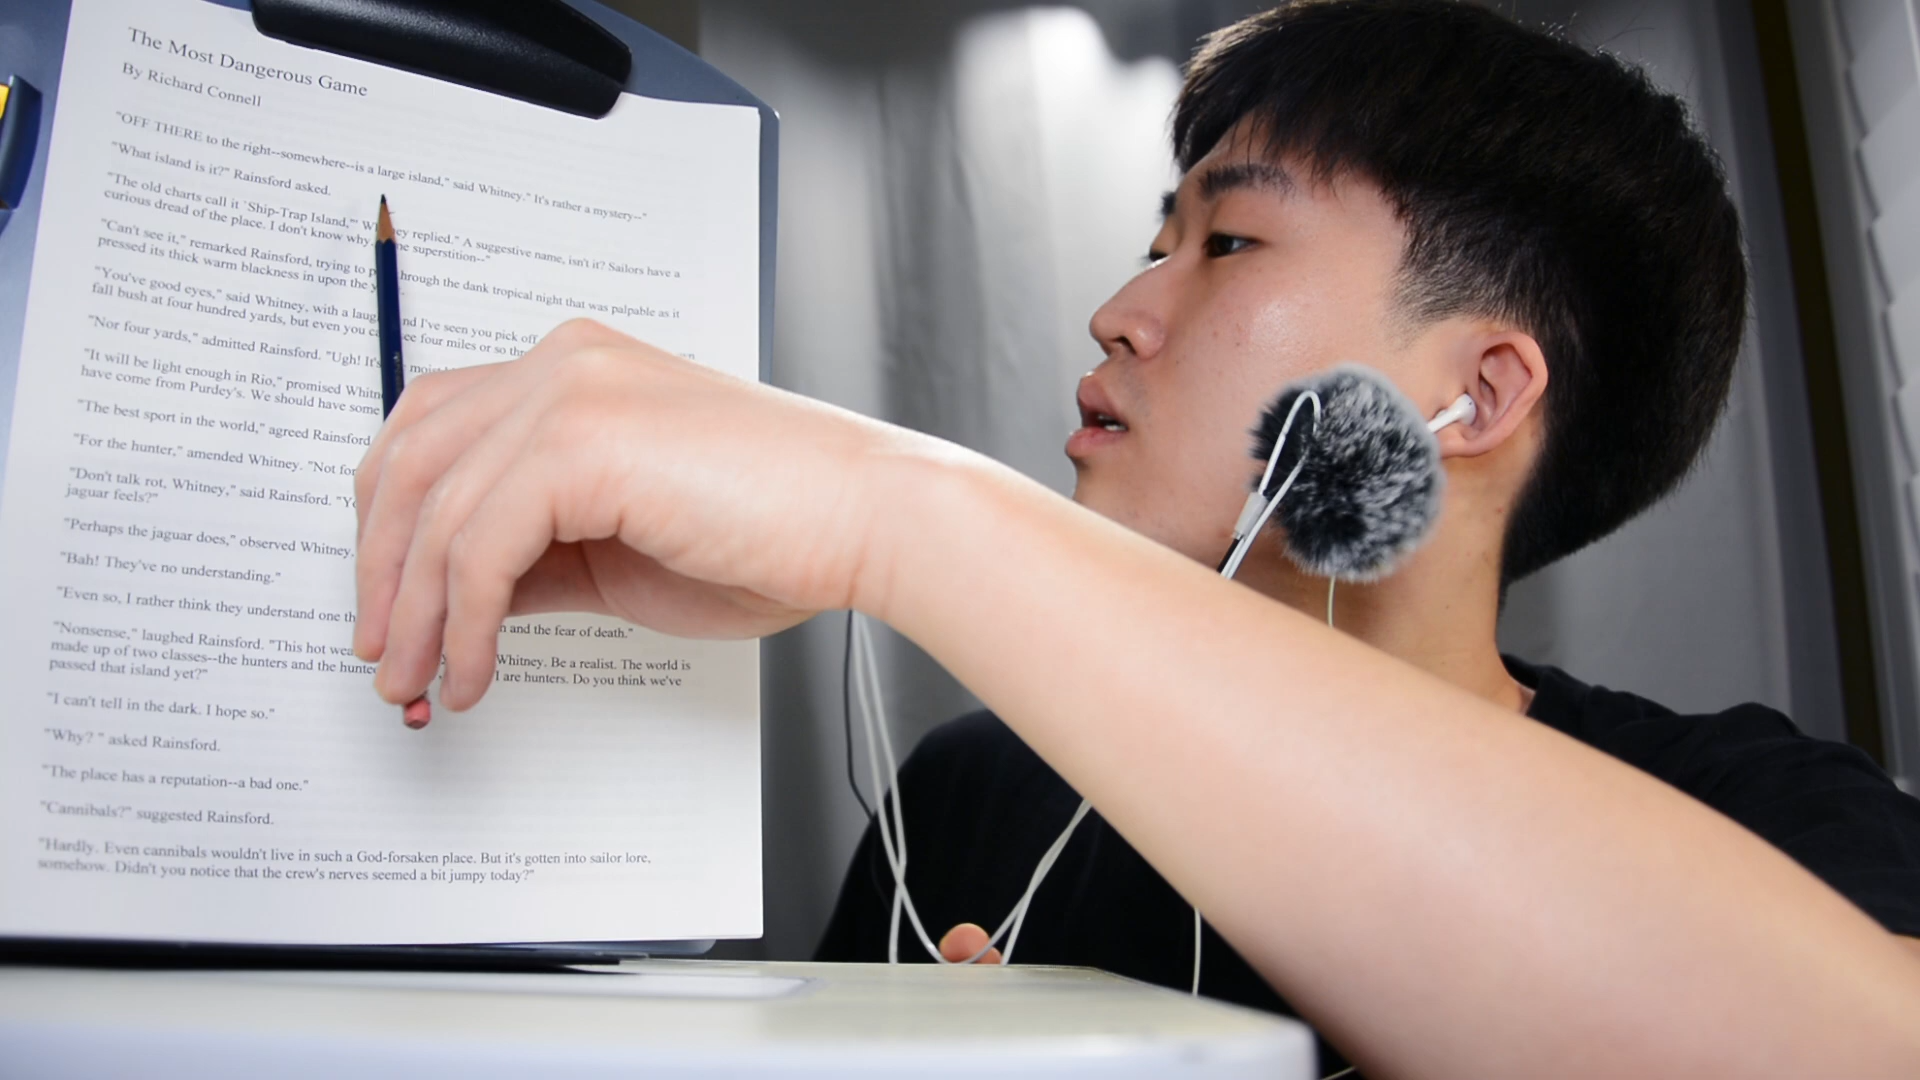 The Most Dangerous Game
By Richard Connell
"OFF THERE to the right--somewhere--is a large island," said Whitney." It's rather a mystery--"
"What island is it?" Rainsford asked.
"The old charts call it `Ship-Trap Island,"' replied." A suggestive name, isn't it? Sailors have a
curious dread of the place. I don't know why. superstition--"
"Can't see it," remarked Rainsford, trying to through the dank tropical night that was palpable as it
pressed its thick warm blackness in upon the
"You've good eyes," said Whitney, with a and I've seen you pick off
fall bush at four hundred yards, but even you see four miles or so
"Nor four yards," admitted Rainsford. "Ugh! It's
"It will be light enough in Rio," promised
have come from Purdey's. We should have some
"The best sport in the world," agreed Rainsford
"For the hunter," amended Whitney. "Not for
"Don't talk rot, Whitney," said Rainsford.
jaguar feels?"
"Perhaps the jaguar does," observed Whitney.
"Bah! They've no understanding."
"Even so, I rather think they understand one and the fear of death."
"Nonsense," laughed Rainsford. "This hot Whitney. Be a realist. The world is
made up of two classes--the hunters and the I are hunters. Do you think we've
passed that island yet?"
"I can't tell in the dark. I hope so."
"Why? " asked Rainsford.
"The place has a reputation--a bad one."
"Cannibals?" suggested Rainsford.
"Hardly. Even cannibals wouldn't live in such a God-forsaken place. But it's gotten into sailor lore,
somehow. Didn't you notice that the crew's nerves seemed a bit jumpy today?"